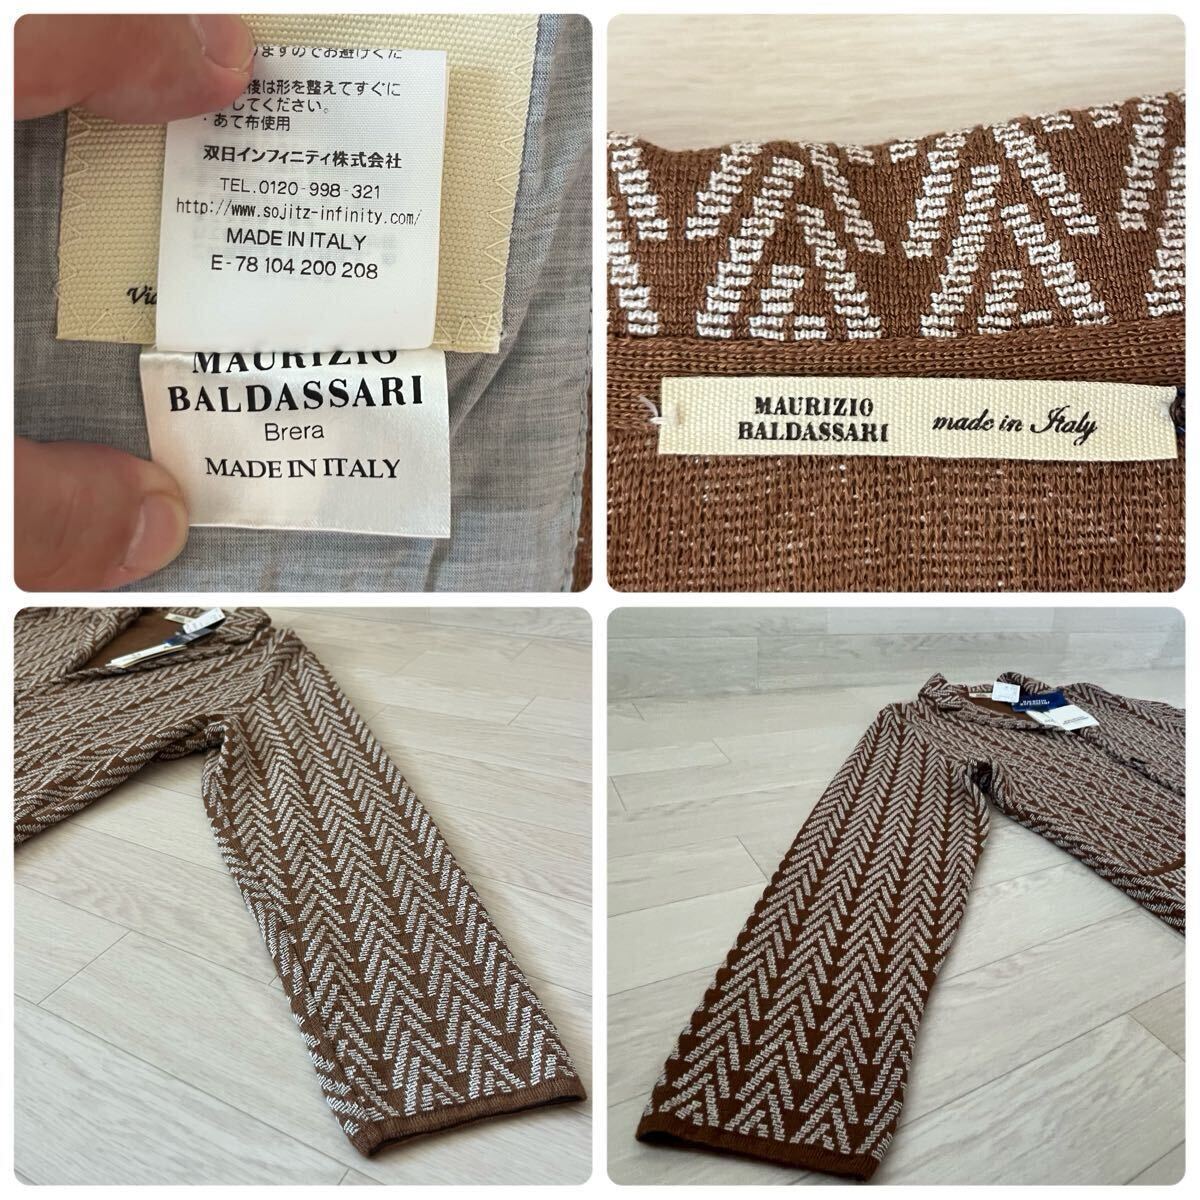 ますのでお避けくだ
後は形を整えてすぐに
してください。
・あて布使用
双日インフィニティ株式会社
TEL.0120-998-321
http://www.sojitz-infinity.com/
MADE IN ITALY
E-78 104 200 208
MAURIZIO
BALDASSARI
Brera
MADE IN ITALY
MAURIZIO
BALDASSARI
made in Italy
MAURIZIO
BALDASSARI